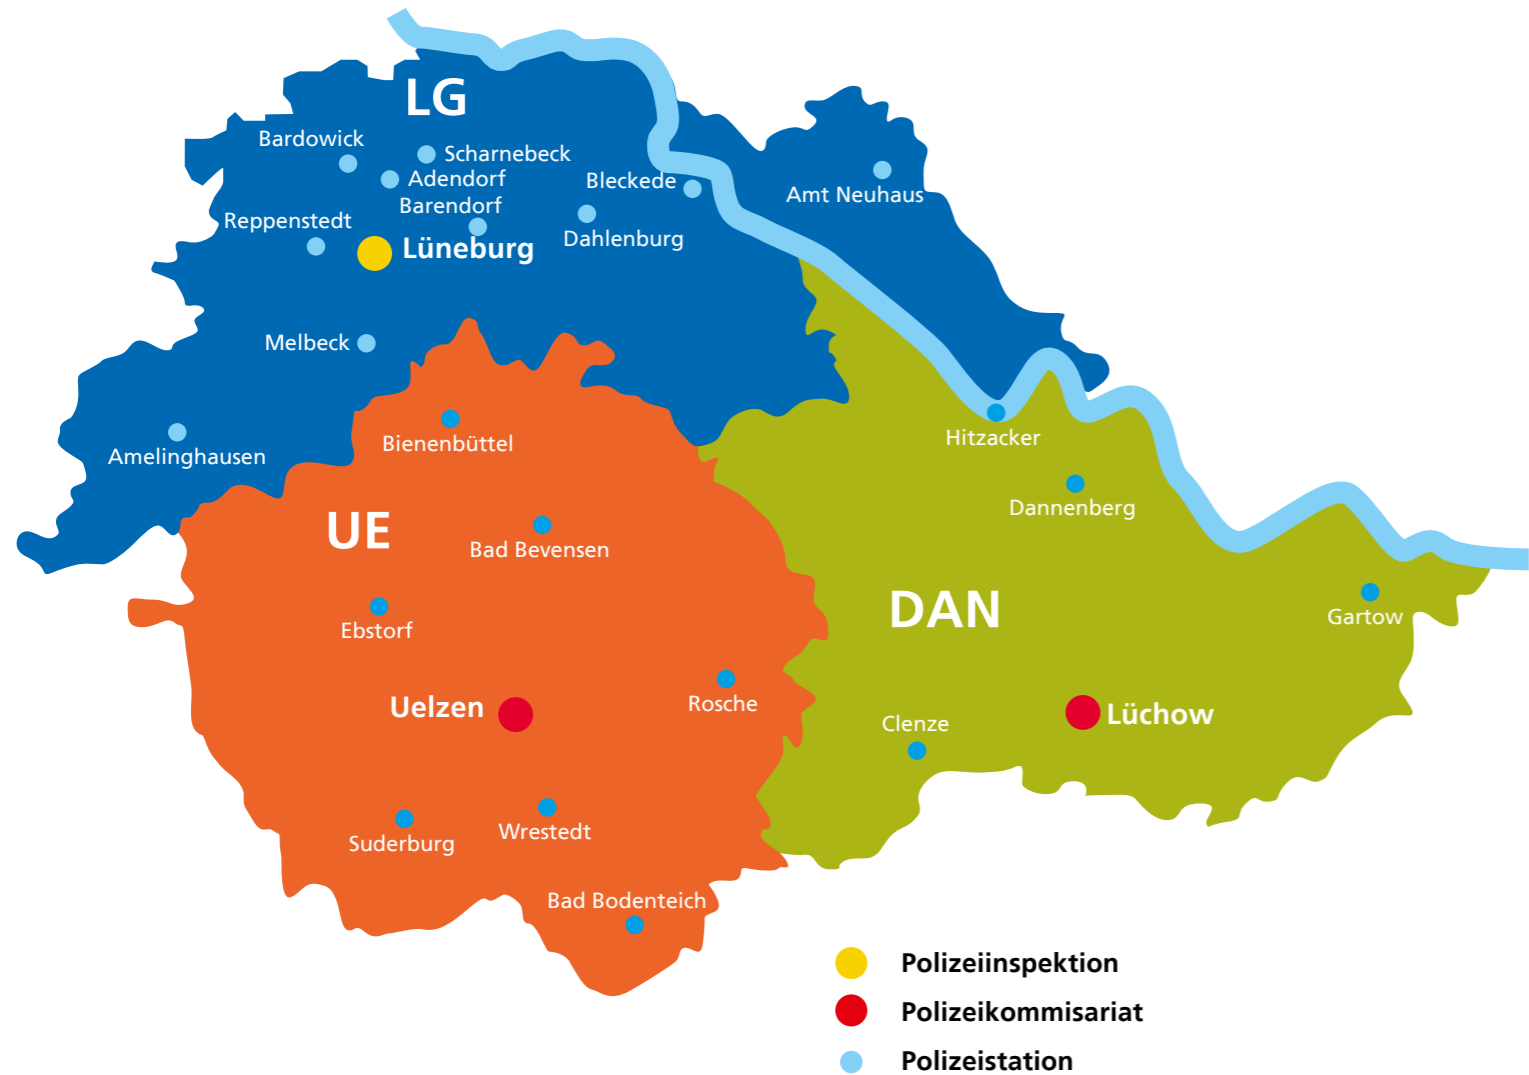 LG
Bardowick
Scharnebeck
Adendorf
Bleckede
Amt Neuhaus
Barendorf
Reppenstedt
Dahlenburg
Lüneburg
Melbeck
Amelinghausen
Bienenbüttel
Hitzacker
Dannenberg
UE
Bad Bevensen
DAN
Ebstorf
Gartow
Uelzen
Rosche
Lüchow
Clenze
Suderburg
Wrestedt
Bad Bodenteich
Polizeiinspektion
Polizeikommisariat
Polizeistation